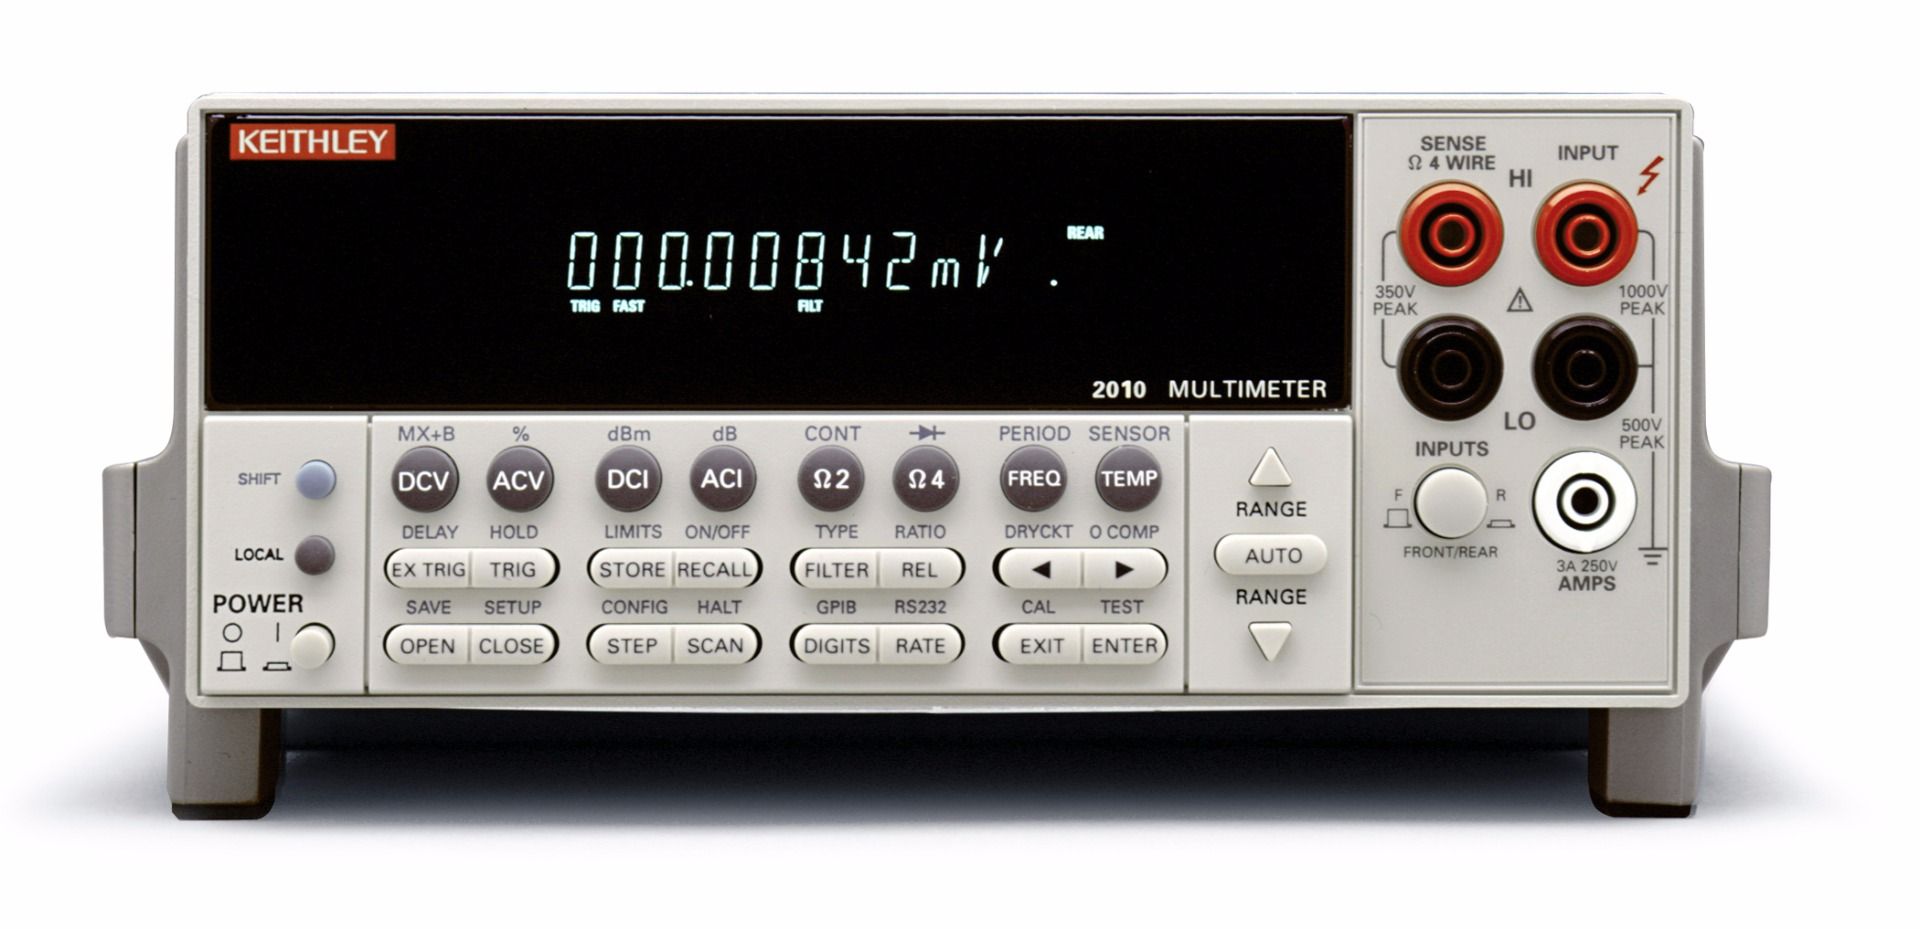 KEITHLEY
000.00842mV .
REAR
TRIG FAST FILT
2010 MULTIMETER
SENSE
Ω 4 WIRE
INPUT
HI
350V
PEAK
1000V
PEAK
LO
500V
PEAK
INPUTS
F R
FRONT/REAR
3A 250V
AMPS
SHIFT
LOCAL
POWER
MX+B % dBm dB CONT PERIOD SENSOR
DCV ACV DCI ACI Ω2 Ω4 FREQ TEMP
DELAY HOLD LIMITS ON/OFF TYPE RATIO DRYCKT O COMP
EX TRIG TRIG STORE RECALL FILTER REL
SAVE SETUP CONFIG HALT GPIB RS232 CAL TEST
OPEN CLOSE STEP SCAN DIGITS RATE EXIT ENTER
RANGE
AUTO
RANGE